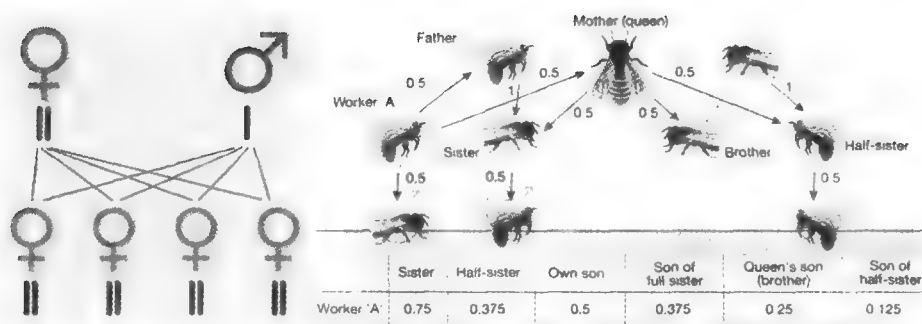 Mother (queen)
Father
0.5
0.5
0.5
1
1
Worker A
0.5
0.5
Sister
Brother
Half-sister
0.5
0.5
0.5
Sister
Half-sister
Own son
Son of
full sister
Queen's son
(brother)
Son of
half-sister
Worker 'A'
0.75
0.375
0.5
0.375
0 25
0 125